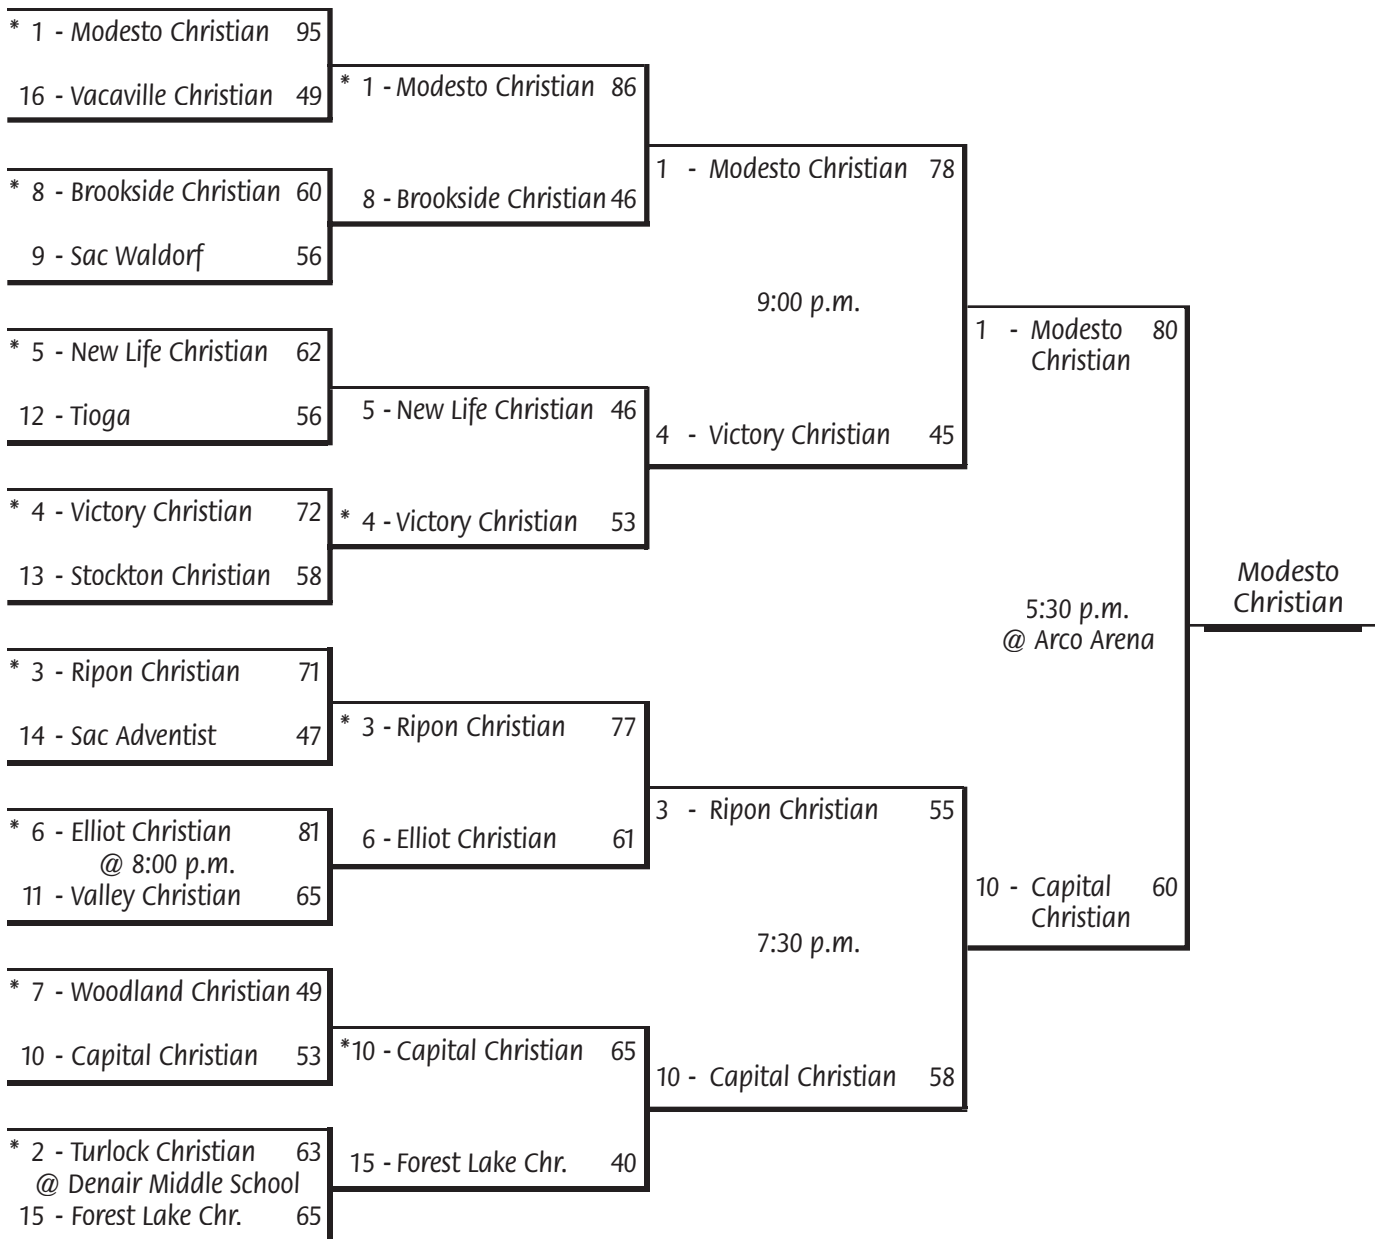 * 1 - Modesto Christian 95
16 - Vacaville Christian 49
* 8 - Brookside Christian 60
9 - Sac Waldorf 56
* 5 - New Life Christian 62
12 - Tioga 56
* 4 - Victory Christian 72
13 - Stockton Christian 58
* 3 - Ripon Christian 71
14 - Sac Adventist 47
* 6 - Elliot Christian 81
@ 8:00 p.m.
11 - Valley Christian 65
* 7 - Woodland Christian 49
10 - Capital Christian 53
* 2 - Turlock Christian 63
@ Denair Middle School
15 - Forest Lake Chr. 65
* 1 - Modesto Christian 86
8 - Brookside Christian 46
5 - New Life Christian 46
* 4 - Victory Christian 53
* 3 - Ripon Christian 77
6 - Elliot Christian 61
*10 - Capital Christian 65
15 - Forest Lake Chr. 40
1 - Modesto Christian 78
9:00 p.m.
4 - Victory Christian 45
3 - Ripon Christian 55
7:30 p.m.
10 - Capital Christian 58
1 - Modesto 80
Christian
5:30 p.m.
@ Arco Arena
10 - Capital 60
Christian
Modesto
Christian